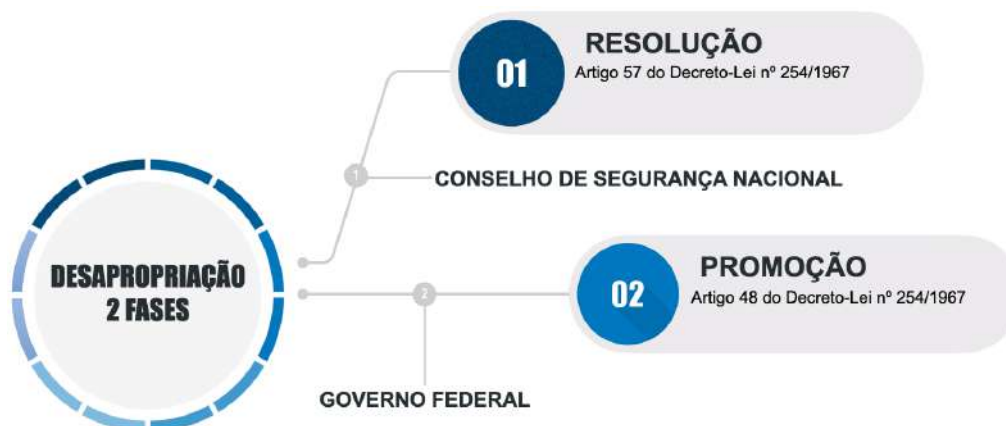 01
RESOLUÇÃO
Artigo 57 do Decreto-Lei nº 254/1967
1
CONSELHO DE SEGURANÇA NACIONAL
DESAPROPRIAÇÃO
2 FASES
02
PROMOÇÃO
Artigo 48 do Decreto-Lei nº 254/1967
2
GOVERNO FEDERAL